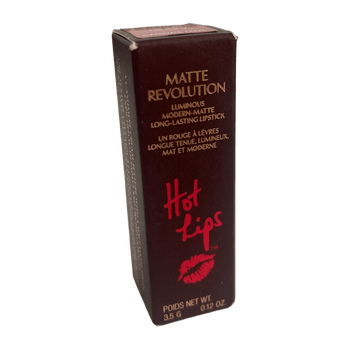 MATTE
REVOLUTION
LUMINOUS
MODERN-MATTE
LONG-LASTING LIPSTICK
UN ROUGE À LÈVRES
LONGUE TENUE, LUMINEUX,
MAT ET MODERNE
Hot
Lips
TM
POIDS NET WT.
3.5 G 0.12 OZ